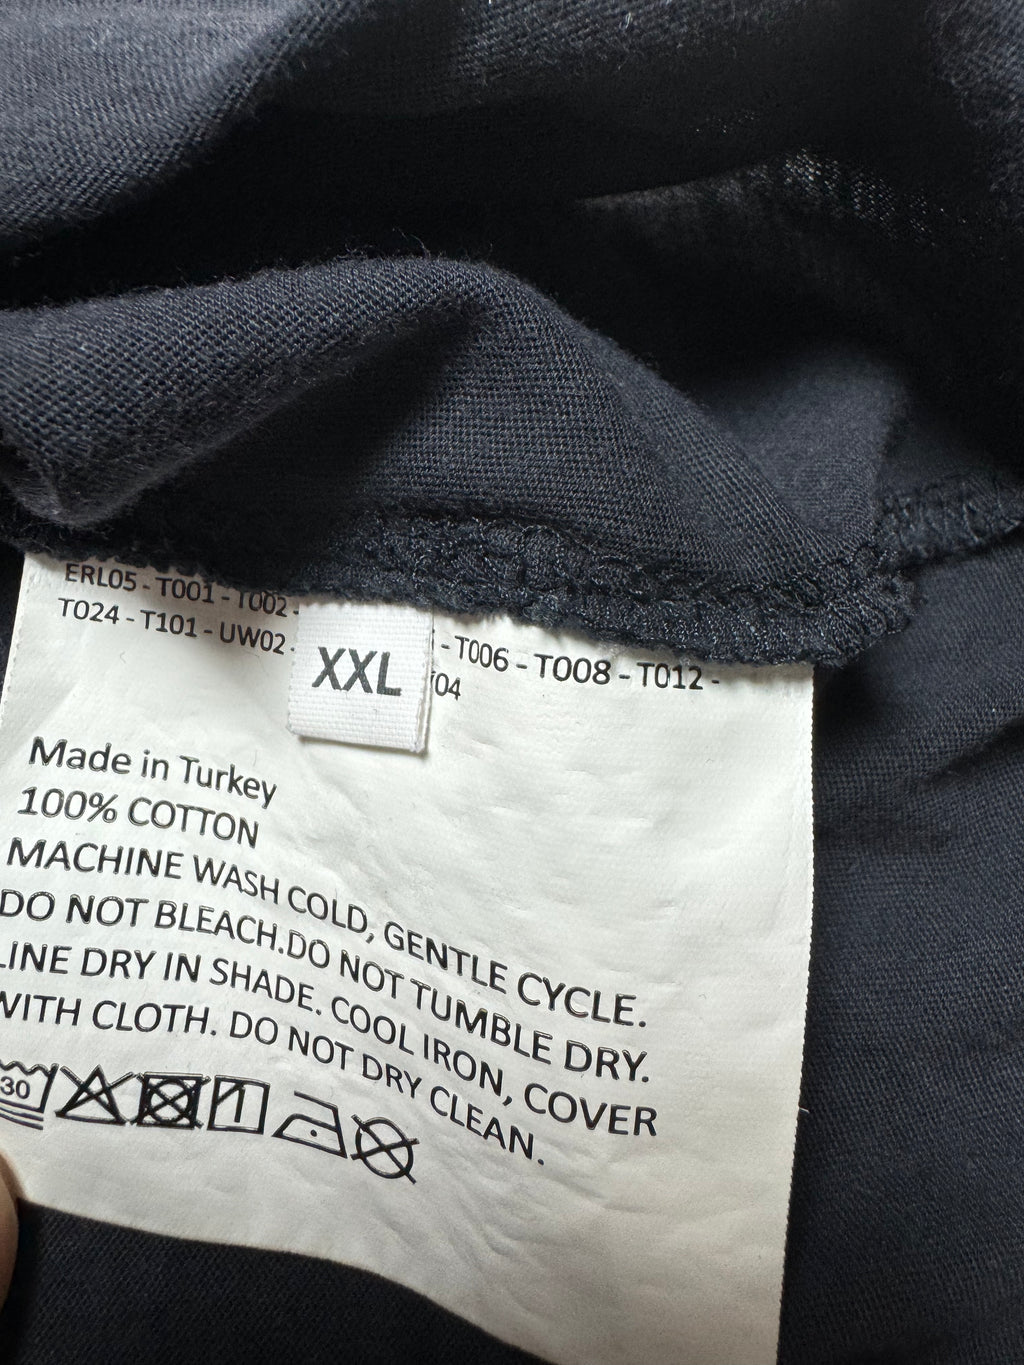 ERL05 - T001 - T002 -
T024 - T101 - UW02 - - T006 - T008 - T012 -
04
XXL
Made in Turkey
100% COTTON
MACHINE WASH COLD, GENTLE CYCLE.
DO NOT BLEACH.DO NOT TUMBLE DRY.
LINE DRY IN SHADE. COOL IRON, COVER
WITH CLOTH. DO NOT DRY CLEAN.
30